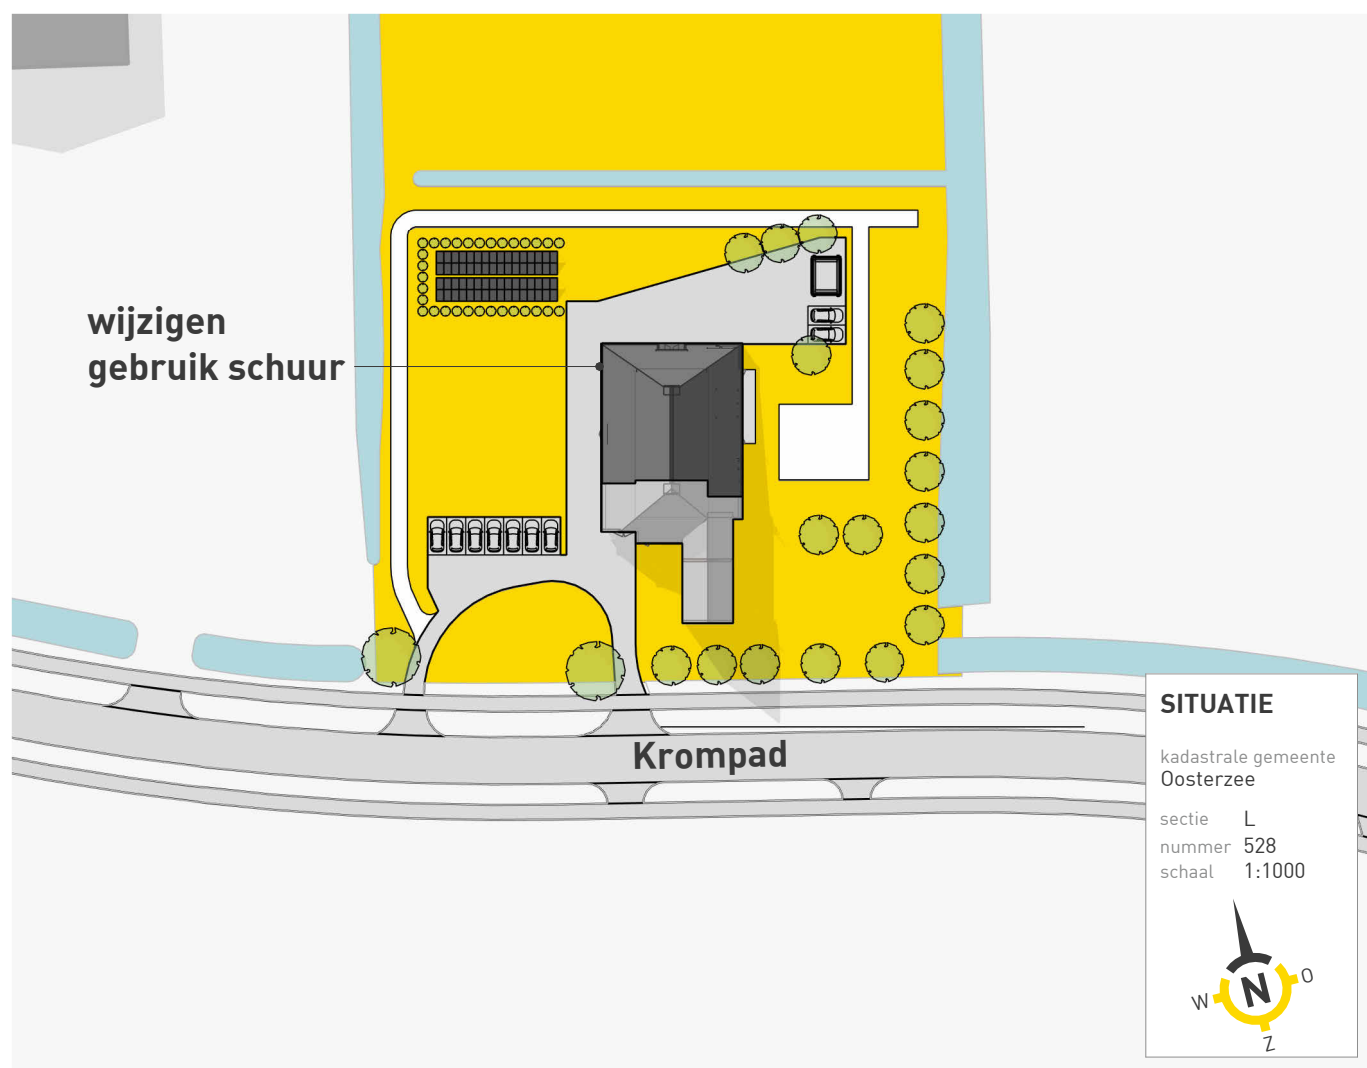 wijzigen
gebruik schuur
Krompad
SITUATIE
kadastrale gemeente
Oosterzee
sectie L
nummer 528
schaal 1:1000
N
O
W
Z